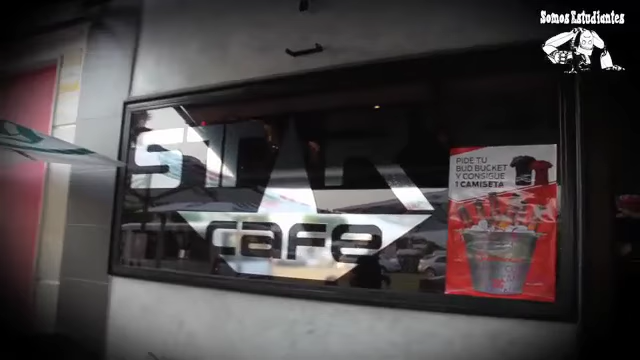 Somos Estudiantes
STAR
cafe
PIDE TU
BUD BUCKET
Y CONSIGUE
1 CAMISETA